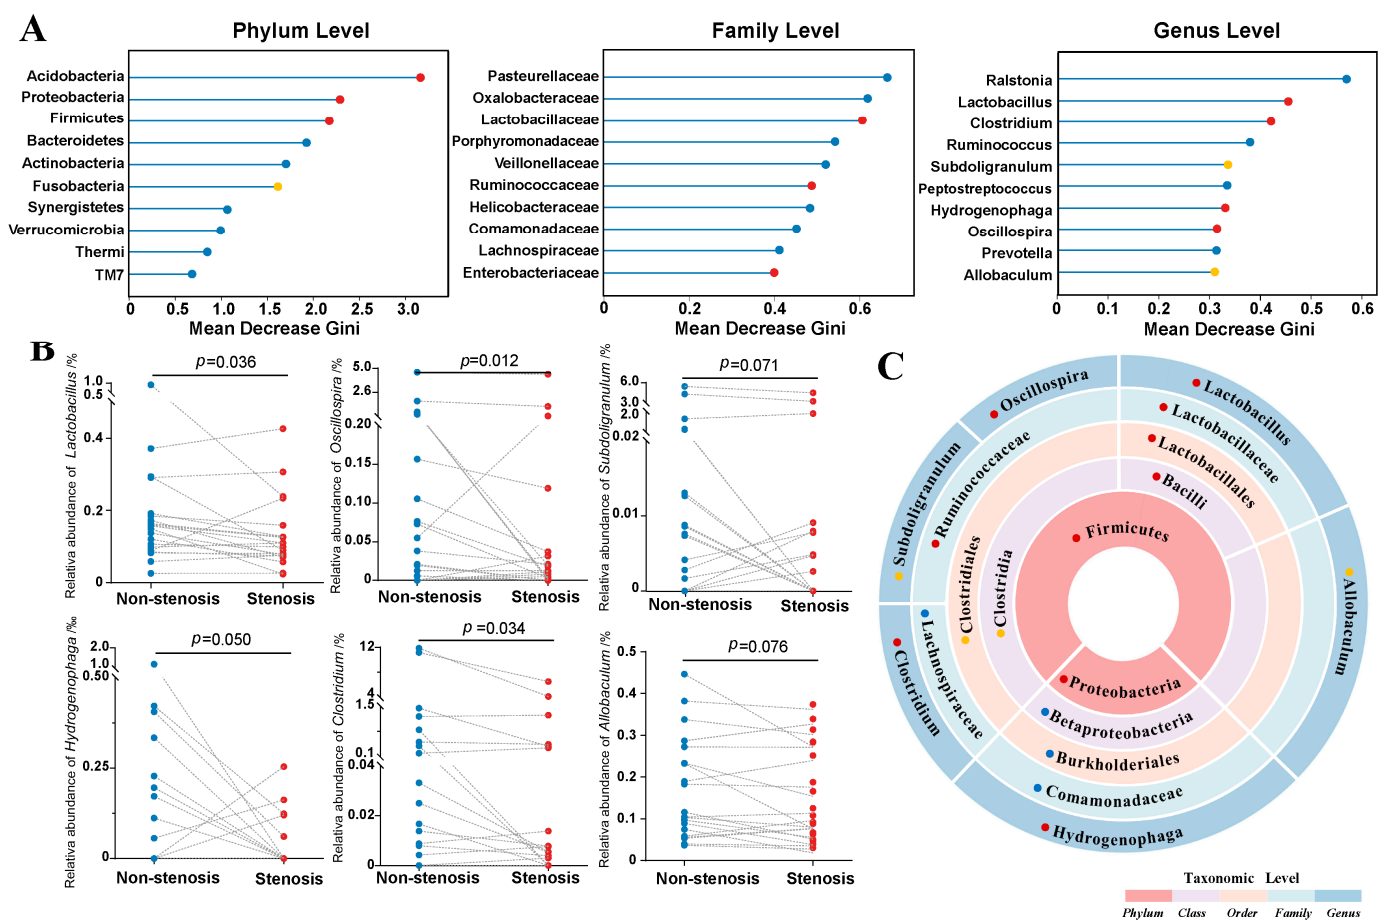 A
Phylum Level
Family Level
Genus Level
Acidobacteria
Proteobacteria
Firmicutes
Bacteroidetes
Actinobacteria
Fusobacteria
Synergistetes
Verrucomicrobia
Thermi
TM7
0 0.5 1.0 1.5 2.0 2.5 3.0
Mean Decrease Gini
Pasteurellaceae
Oxalobacteraceae
Lactobacillaceae
Porphyromonadaceae
Veillonellaceae
Ruminococcaceae
Helicobacteraceae
Comamonadaceae
Lachnospiraceae
Enterobacteriaceae
0 0.2 0.4 0.6
Mean Decrease Gini
Ralstonia
Lactobacillus
Clostridium
Ruminococcus
Subdoligranulum
Peptostreptococcus
Hydrogenophaga
Oscillospira
Prevotella
Allobaculum
0 0.1 0.2 0.3 0.4 0.5 0.6
Mean Decrease Gini
B
Relativa abundance of Lactobacillus /%
p=0.036
1.0
0.5
0.4
0.2
0
Non-stenosis Stenosis
Relativa abundance of Oscillospira /%
p=0.012
5.0
2.6
0.20
0.15
0.10
0.05
0
Non-stenosis Stenosis
Relativa abundance of Subdoligranulum /%
p=0.071
6.0
3.0
2.0
0.02
0.01
0
Non-stenosis Stenosis
Relativa abundance of Hydrogenophaga /‰
p=0.050
2.0
1.0
0.50
0.25
0
Non-stenosis Stenosis
Relativa abundance of Clostridium /%
p=0.034
12
4
1.5
0.1
0.04
0.02
0
Non-stenosis Stenosis
Relativa abundance of Allobaculum /%
p=0.076
0.5
0.4
0.3
0.2
0.1
0
Non-stenosis Stenosis
C
Oscillospira
Lactobacillus
Lactobacillaceae
Lactobacillales
Bacilli
Firmicutes
Subdoligranulum
Ruminococcaceae
Clostridiales
Clostridia
Allobaculum
Lachnospiraceae
Clostridium
Proteobacteria
Betaproteobacteria
Burkholderiales
Comamonadaceae
Hydrogenophaga
Taxonomic Level
Phylum Class Order Family Genus